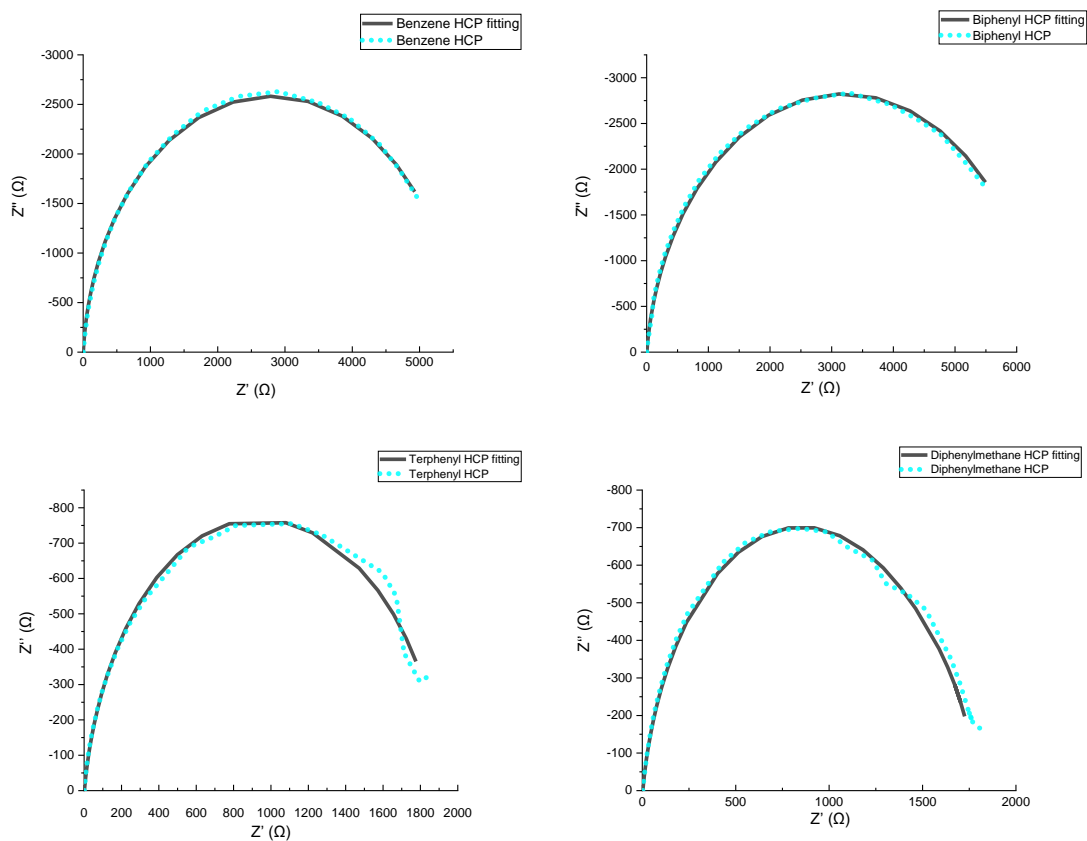 Benzene HCP fitting
Benzene HCP
-3000
-2500
-2000
-1500
-1000
-500
0
Z'' (Ω)
0 1000 2000 3000 4000 5000
Z' (Ω)
Biphenyl HCP fitting
Biphenyl HCP
-3000
-2500
-2000
-1500
-1000
-500
0
Z'' (Ω)
0 1000 2000 3000 4000 5000 6000
Z' (Ω)
Terphenyl HCP fitting
Terphenyl HCP
-800
-700
-600
-500
-400
-300
-200
-100
0
Z'' (Ω)
0 200 400 600 800 1000 1200 1400 1600 1800 2000
Z' (Ω)
Diphenylmethane HCP fitting
Diphenylmethane HCP
-800
-700
-600
-500
-400
-300
-200
-100
0
Z'' (Ω)
0 500 1000 1500 2000
Z' (Ω)